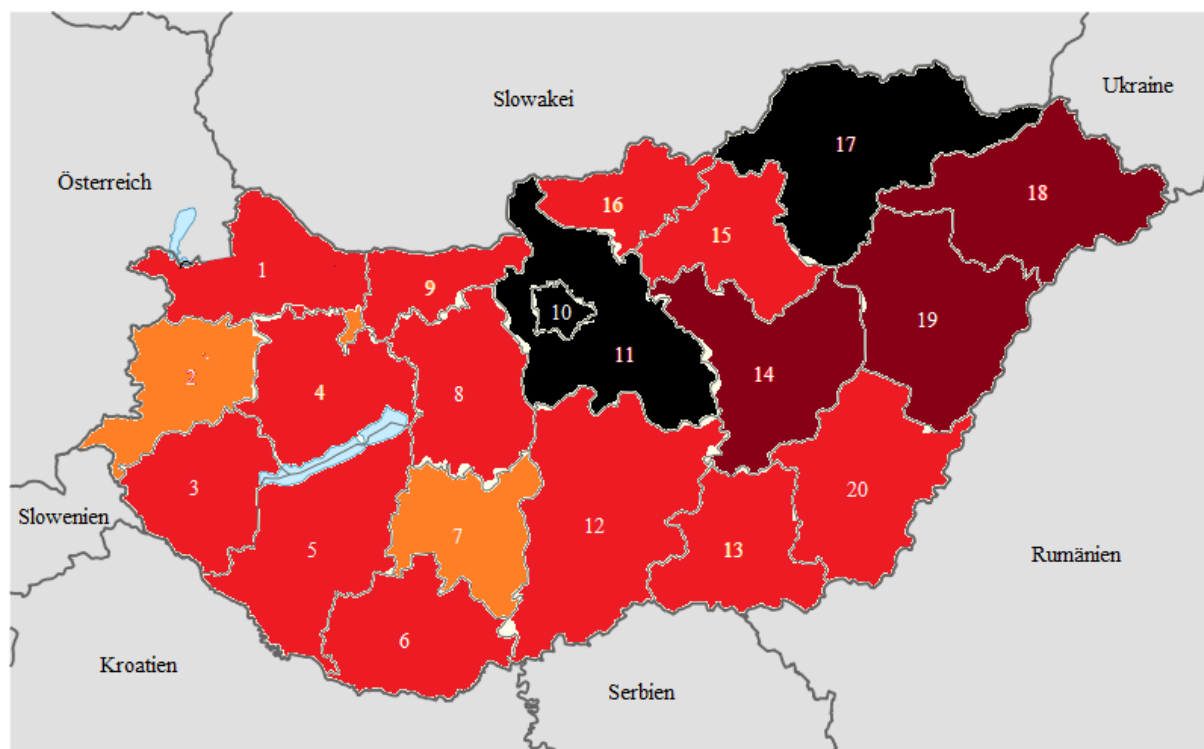 Ukraine
Slowakei
17
Österreich
18
16
15
1
9
10
19
11
2
14
4
8
3
20
Slowenien
12
7
5
13
Rumänien
6
Kroatien
Serbien